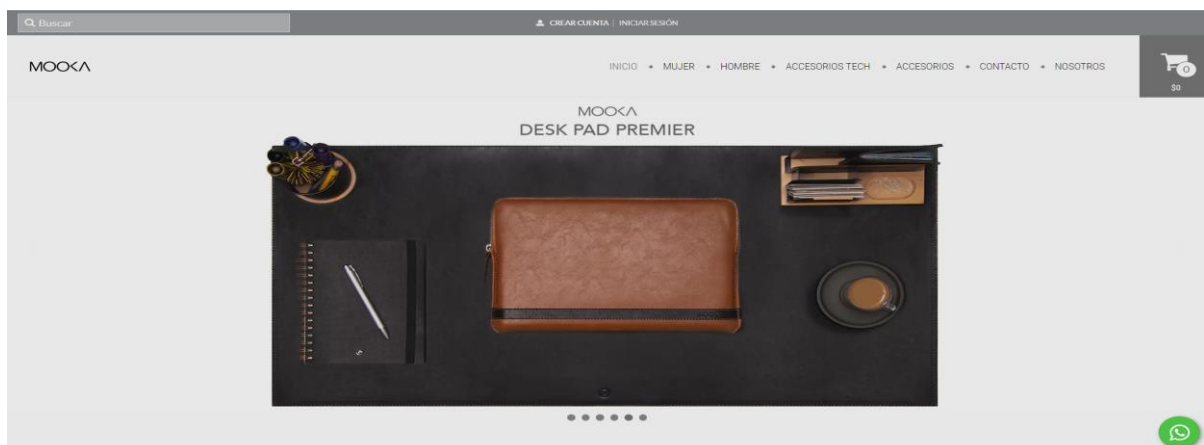 Buscar
CREAR CUENTA | INICIAR SESIÓN
MOOKA
INICIO • MUJER • HOMBRE • ACCESORIOS TECH • ACCESORIOS • CONTACTO • NOSOTROS
0
$0
MOOKA
DESK PAD PREMIER
MOOKA